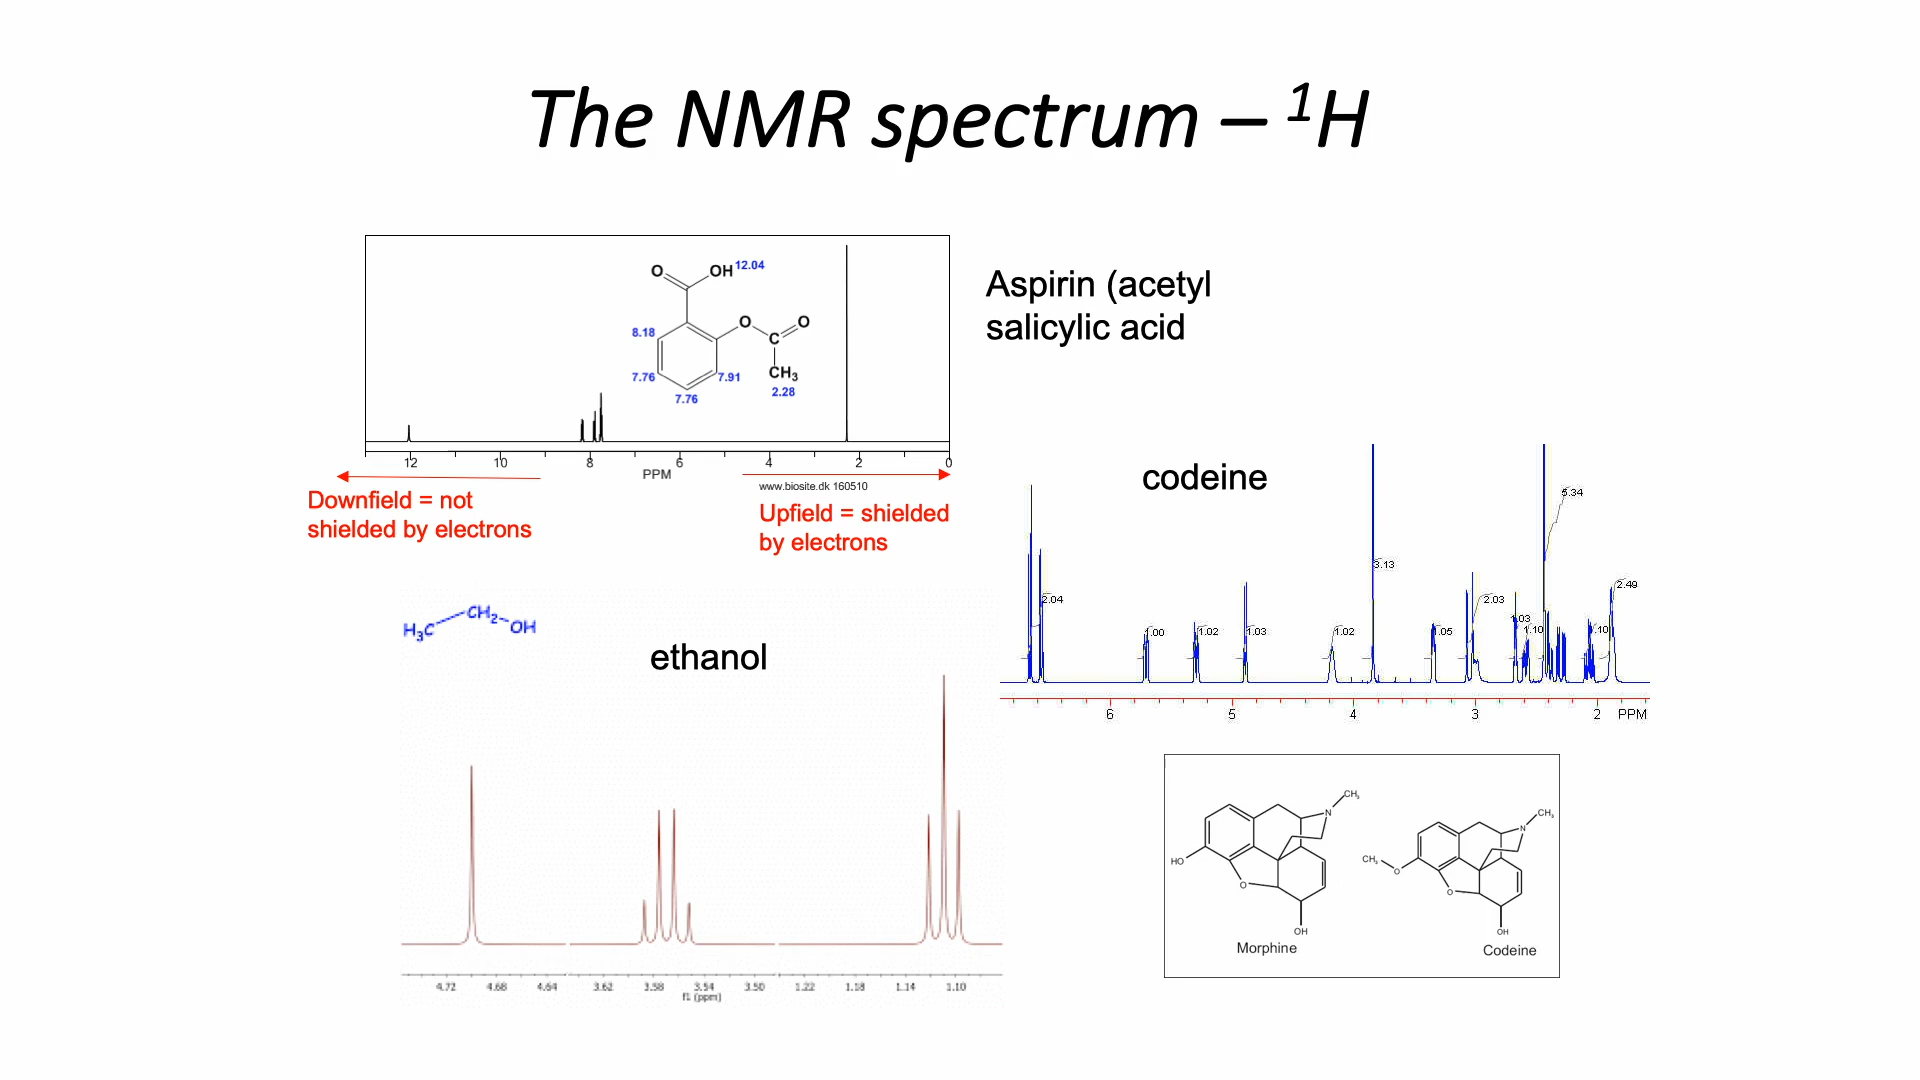 The NMR spectrum – ¹H
O
OH 12.04
8.18
O
O
C
7.76
7.91
CH₃
7.76
2.28
12
10
8
6
4
2
0
PPM
www.biosite.dk 160510
Aspirin (acetyl
salicylic acid
Downfield = not
shielded by electrons
Upfield = shielded
by electrons
codeine
5.34
3.13
2.49
2.04
2.03
1.00
1.02
1.03
1.02
.05
.03
1.10
.10
6
5
4
3
2
PPM
H₃C
CH₂
OH
ethanol
4.72
4.68
4.64
3.62
3.58
3.54
3.50
1.22
1.18
1.14
1.10
f1 (ppm)
CH₃
N
HO
O
OH
Morphine
CH₃
N
CH₃
O
O
OH
Codeine